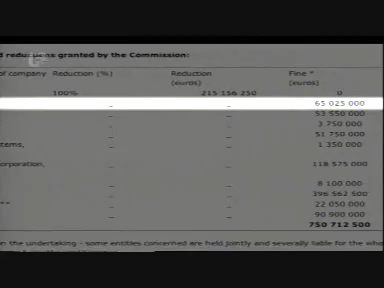 d reductions granted by the Commission:
of company Reduction (%) Reduction (euros) Fine *
100% 215 156 250 0
– – 65 025 000
– – 53 550 000
– – 3 750 000
– – 51 750 000
tems, – – 1 350 000
orporation, – – 118 575 000
– – 8 100 000
– – 396 562 500
** – – 22 050 000
– – 90 900 000
750 712 500
on the undertaking - some entities concerned are held jointly and severally liable for the who